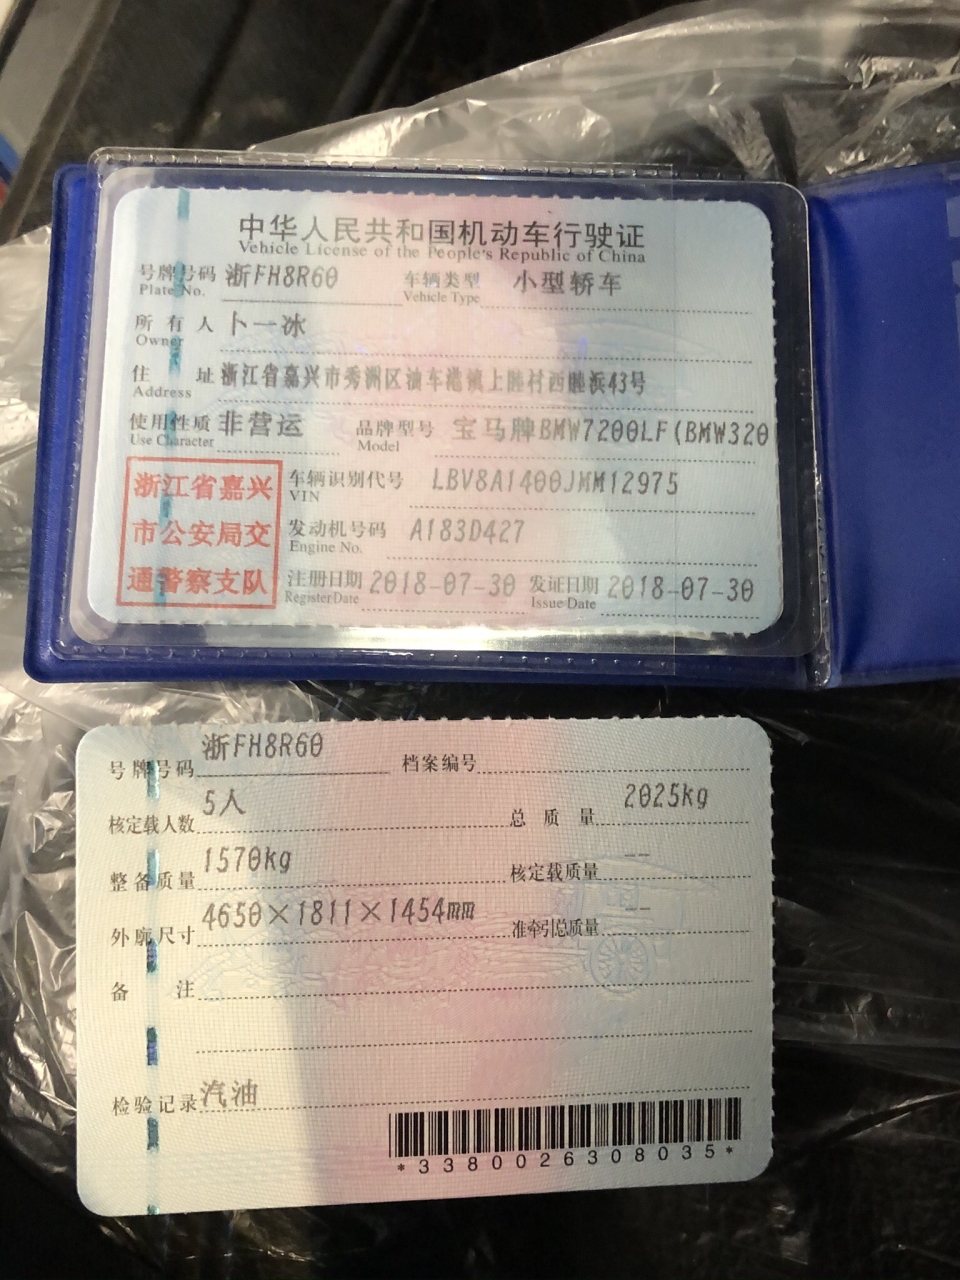 中华人民共和国机动车行驶证
Vehicle License of the People's Republic of China
号牌号码 浙FH8R60 车辆类型 小型轿车
Plate No. Vehicle Type
所有人 卜一冰
Owner
住址 浙江省嘉兴市秀洲区油车港镇上睦村西睦浜43号
Address
使用性质 非营运 品牌型号 宝马牌BMW7200LF(BMW320
Use Character Model
浙江省嘉兴
市公安局交
通警察支队
车辆识别代号 LBV8A1400JMM12975
VIN
发动机号码 A183D427
Engine No.
注册日期 2018-07-30 发证日期 2018-07-30
Register Date Issue Date
号牌号码 浙FH8R60 档案编号
核定载人数 5人 总质量 2025kg
整备质量 1570kg 核定载质量 --
外廓尺寸 4650×1811×1454mm 准牵引总质量 --
备注
检验记录 汽油
*3380026308035*